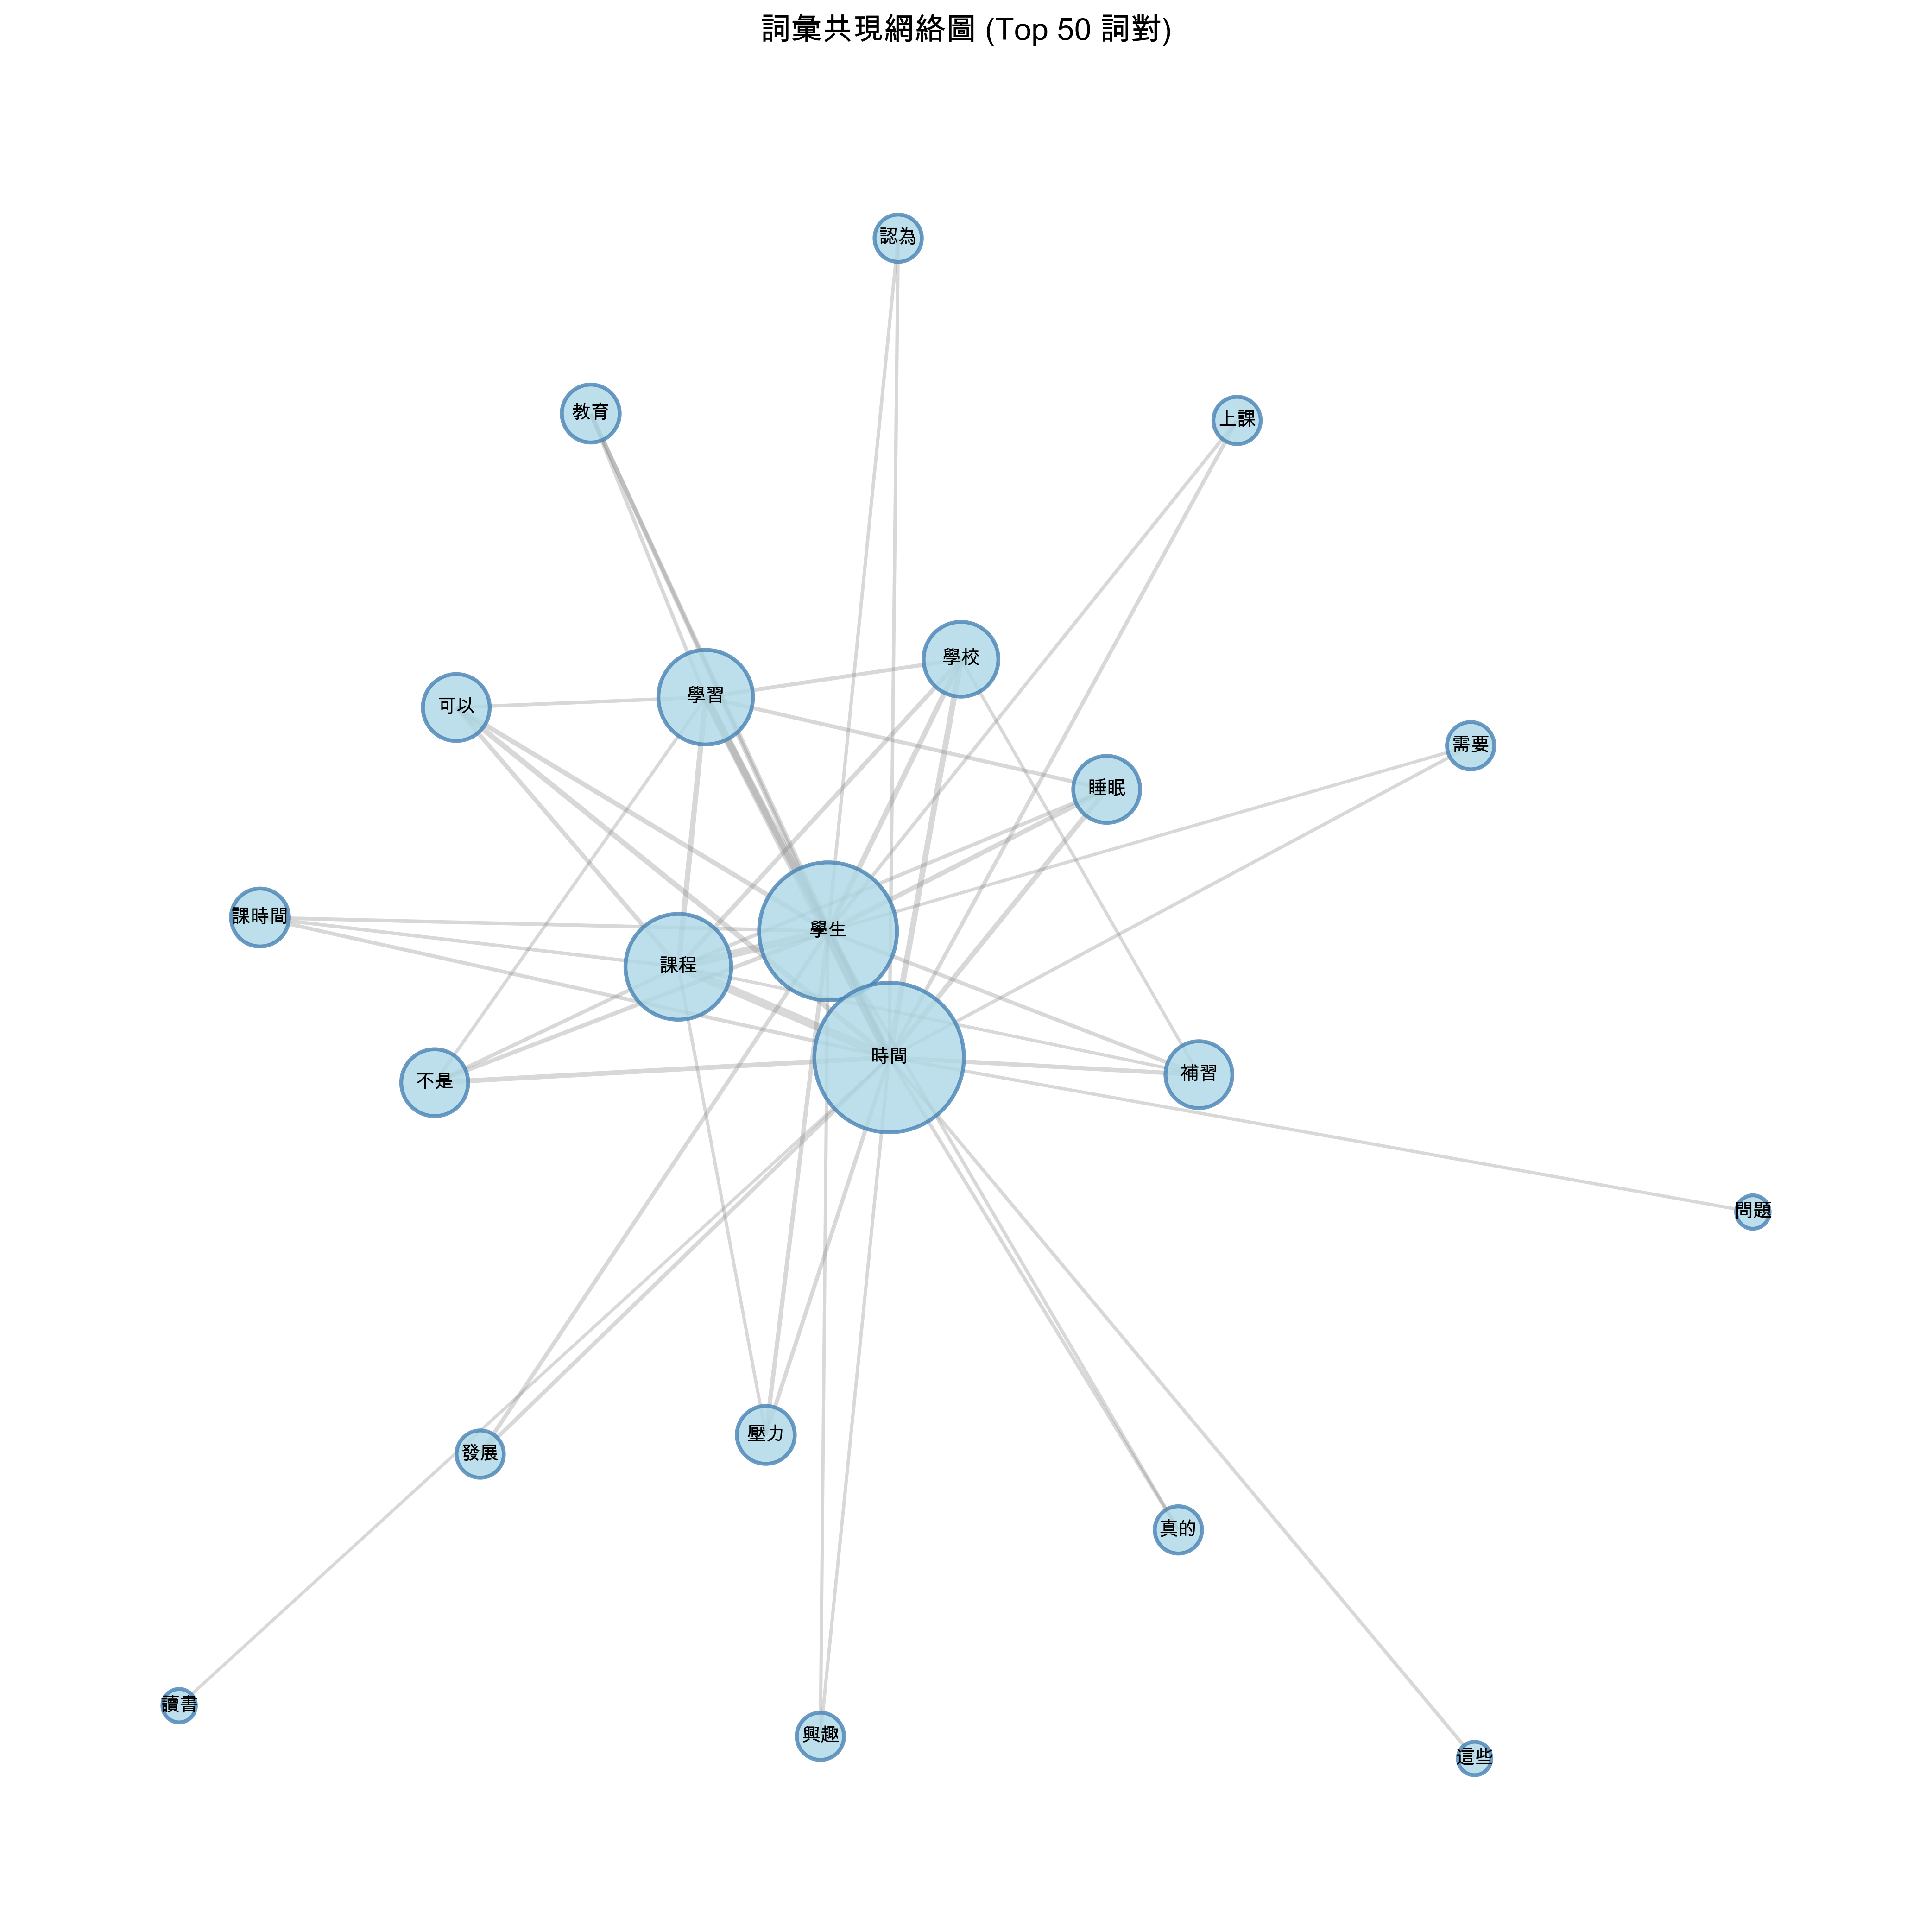 詞彙共現網絡圖 (Top 50 詞對)
認為
教育
上課
學校
學習
可以
需要
睡眠
課時間
學生
課程
時間
補習
不是
問題
壓力
發展
真的
讀書
興趣
這些